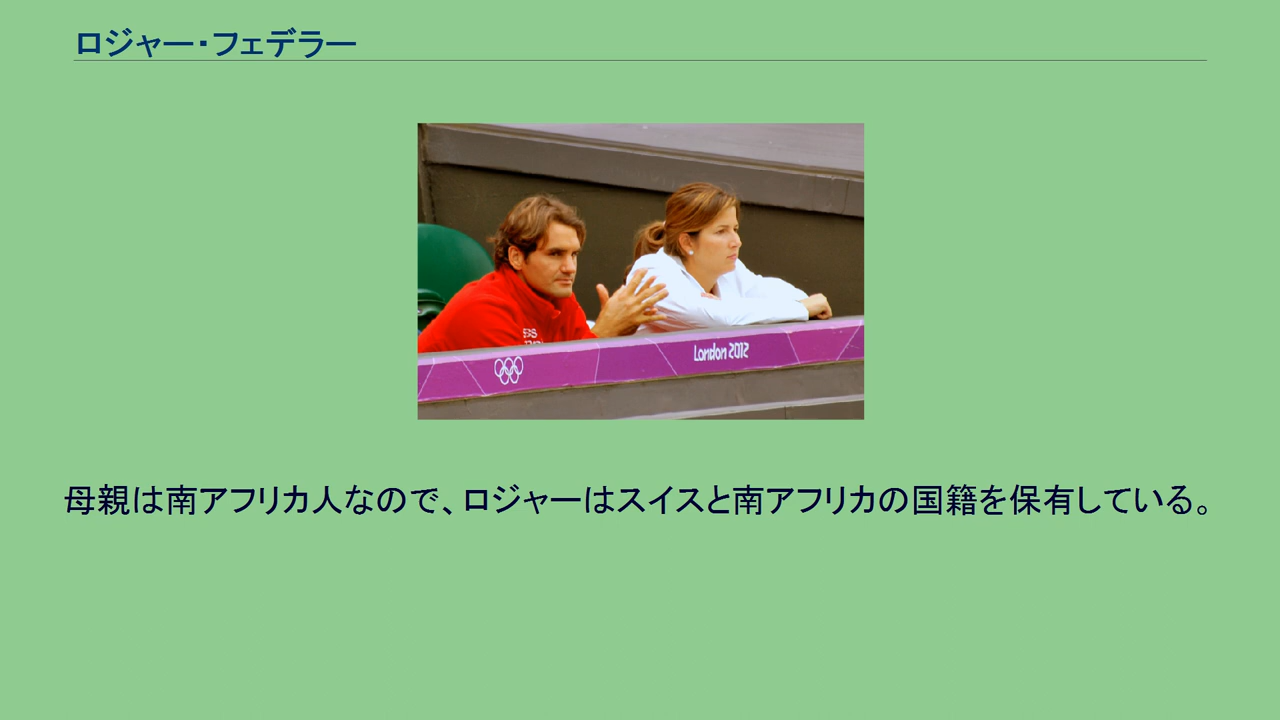 ロジャー・フェデラー
London 2012
母親は南アフリカ人なので、ロジャーはスイスと南アフリカの国籍を保有している。